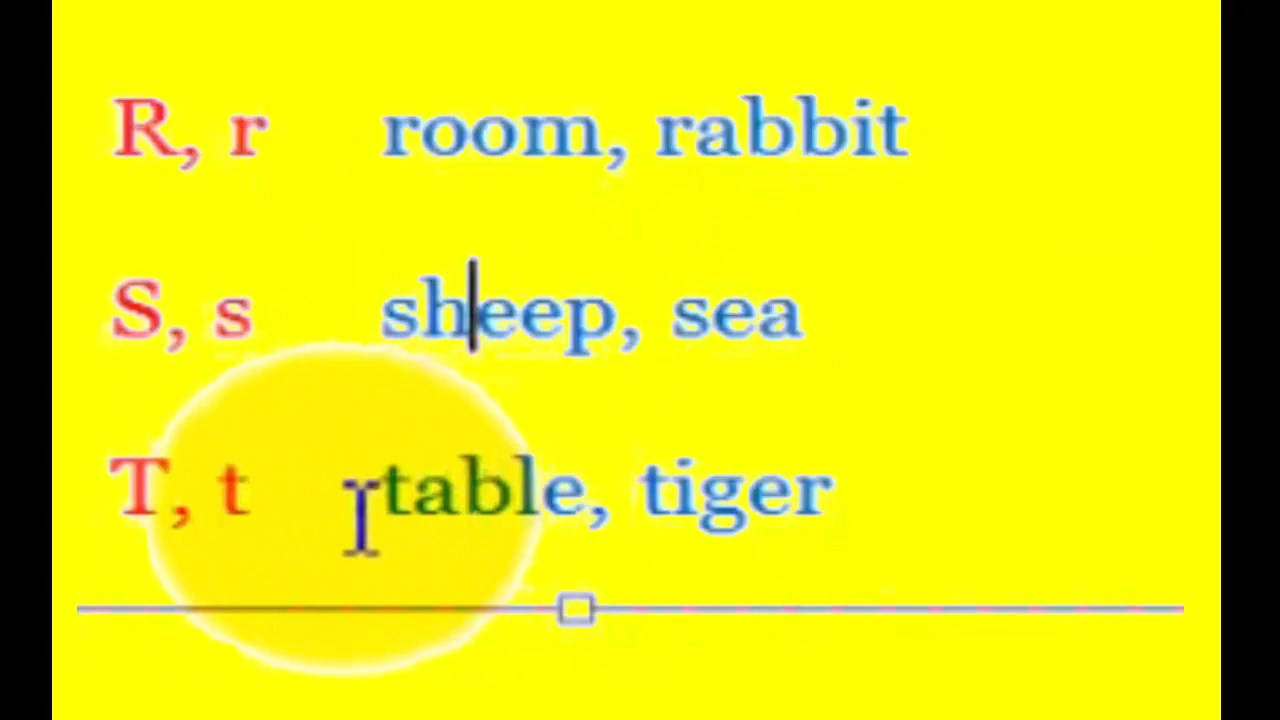 R, r room, rabbit
S, s sheep, sea
T, t table, tiger